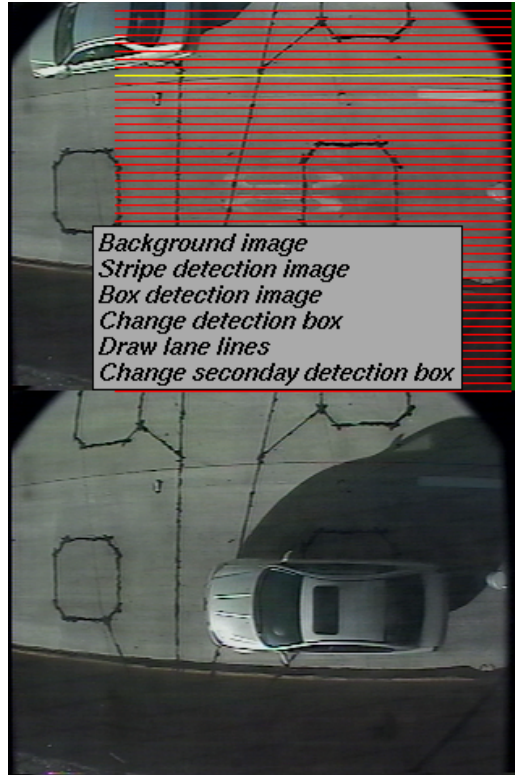 Background image
Stripe detection image
Box detection image
Change detection box
Draw lane lines
Change seconday detection box